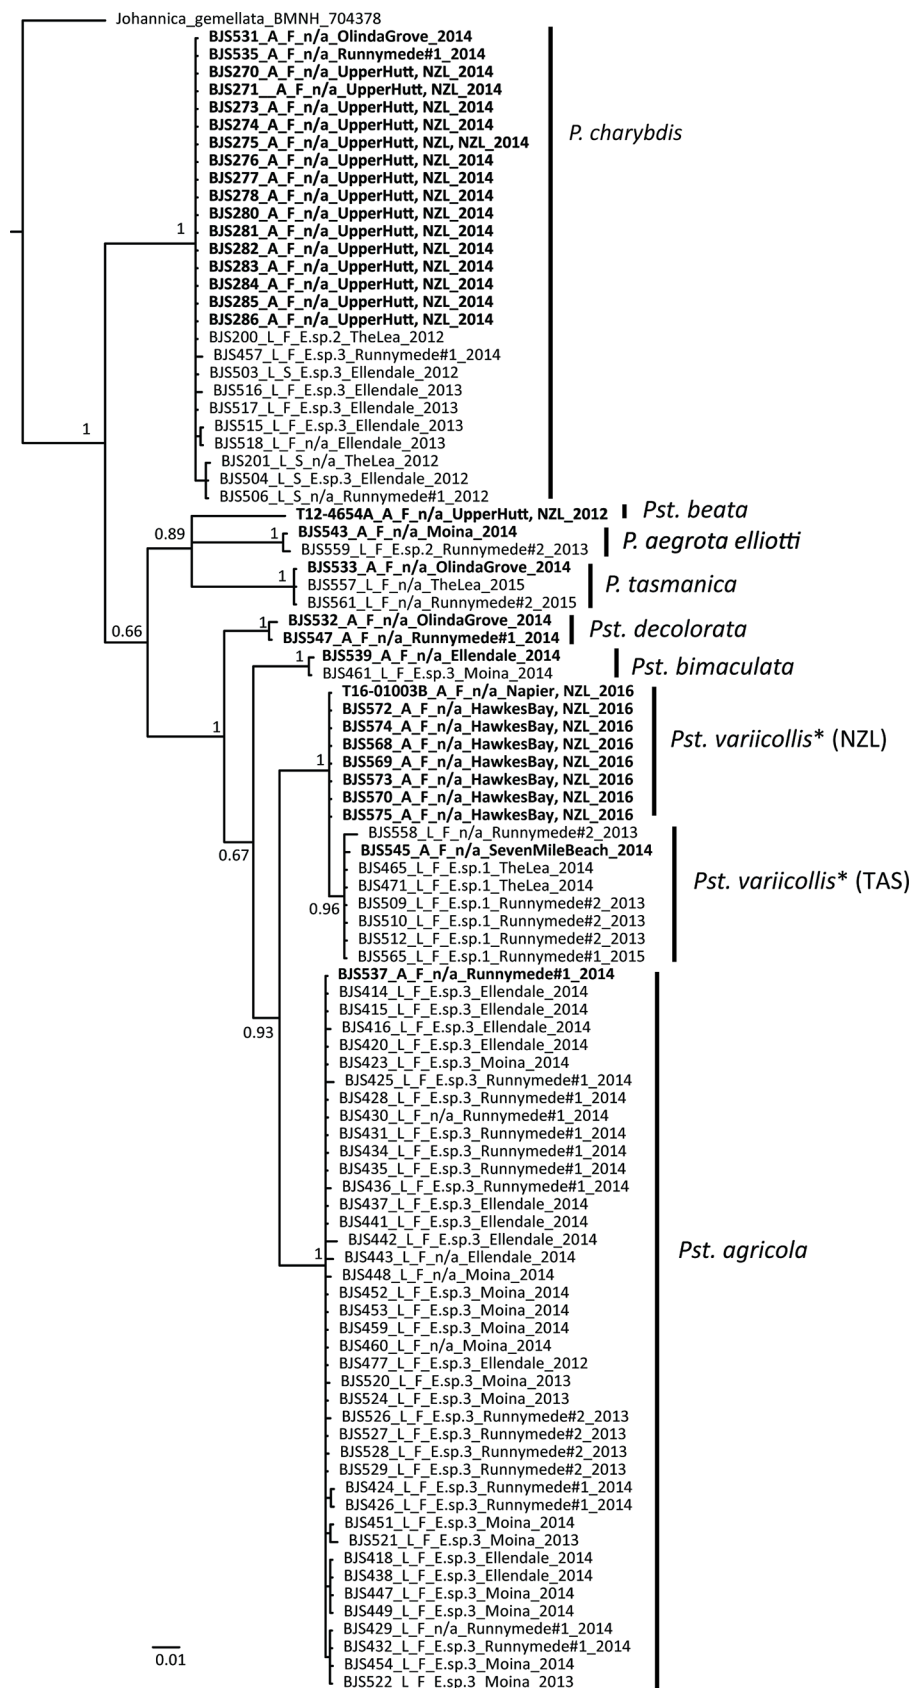 Johannica_gemellata_BMNH_704378
BJS531_A_F_n/a_OlindaGrove_2014
BJS535_A_F_n/a_Runnymede#1_2014
BJS270_A_F_n/a_UpperHutt, NZL_2014
BJS271__A_F_n/a_UpperHutt, NZL_2014
BJS273_A_F_n/a_UpperHutt, NZL_2014
BJS274_A_F_n/a_UpperHutt, NZL_2014
BJS275_A_F_n/a_UpperHutt, NZL, NZL_2014
P. charybdis
BJS276_A_F_n/a_UpperHutt, NZL_2014
BJS277_A_F_n/a_UpperHutt, NZL_2014
BJS278_A_F_n/a_UpperHutt, NZL_2014
BJS280_A_F_n/a_UpperHutt, NZL_2014
1
BJS281_A_F_n/a_UpperHutt, NZL_2014
BJS282_A_F_n/a_UpperHutt, NZL_2014
BJS283_A_F_n/a_UpperHutt, NZL_2014
BJS284_A_F_n/a_UpperHutt, NZL_2014
BJS285_A_F_n/a_UpperHutt, NZL_2014
BJS286_A_F_n/a_UpperHutt, NZL_2014
BJS200_L_F_E.sp.2_TheLea_2012
BJS457_L_F_E.sp.3_Runnymede#1_2014
BJS503_L_S_E.sp.3_Ellendale_2012
BJS516_L_F_E.sp.3_Ellendale_2013
BJS517_L_F_E.sp.3_Ellendale_2013
BJS515_L_F_E.sp.3_Ellendale_2013
1
BJS518_L_F_n/a_Ellendale_2013
BJS201_L_S_n/a_TheLea_2012
BJS504_L_S_E.sp.3_Ellendale_2012
BJS506_L_S_n/a_Runnymede#1_2012
T12-4654A_A_F_n/a_UpperHutt, NZL_2012
Pst. beata
0.89
1
BJS543_A_F_n/a_Moina_2014
BJS559_L_F_E.sp.2_Runnymede#2_2013
P. aegrota elliotti
BJS533_A_F_n/a_OlindaGrove_2014
1
BJS557_L_F_n/a_TheLea_2015
P. tasmanica
BJS561_L_F_n/a_Runnymede#2_2015
0.66
1
BJS532_A_F_n/a_OlindaGrove_2014
BJS547_A_F_n/a_Runnymede#1_2014
Pst. decolorata
1
BJS539_A_F_n/a_Ellendale_2014
BJS461_L_F_E.sp.3_Moina_2014
Pst. bimaculata
T16-01003B_A_F_n/a_Napier, NZL_2016
BJS572_A_F_n/a_HawkesBay, NZL_2016
1
BJS574_A_F_n/a_HawkesBay, NZL_2016
BJS568_A_F_n/a_HawkesBay, NZL_2016
Pst. variicollis* (NZL)
1
BJS569_A_F_n/a_HawkesBay, NZL_2016
BJS573_A_F_n/a_HawkesBay, NZL_2016
BJS570_A_F_n/a_HawkesBay, NZL_2016
BJS575_A_F_n/a_HawkesBay, NZL_2016
BJS558_L_F_n/a_Runnymede#2_2013
0.67
BJS545_A_F_n/a_SevenMileBeach_2014
BJS465_L_F_E.sp.1_TheLea_2014
BJS471_L_F_E.sp.1_TheLea_2014
Pst. variicollis* (TAS)
0.96
BJS509_L_F_E.sp.1_Runnymede#2_2013
BJS510_L_F_E.sp.1_Runnymede#2_2013
BJS512_L_F_E.sp.1_Runnymede#2_2013
BJS565_L_F_E.sp.1_Runnymede#1_2015
BJS537_A_F_n/a_Runnymede#1_2014
BJS414_L_F_E.sp.3_Ellendale_2014
BJS415_L_F_E.sp.3_Ellendale_2014
0.93
BJS416_L_F_E.sp.3_Ellendale_2014
BJS420_L_F_E.sp.3_Ellendale_2014
BJS423_L_F_E.sp.3_Moina_2014
BJS425_L_F_E.sp.3_Runnymede#1_2014
BJS428_L_F_E.sp.3_Runnymede#1_2014
BJS430_L_F_n/a_Runnymede#1_2014
BJS431_L_F_E.sp.3_Runnymede#1_2014
BJS434_L_F_E.sp.3_Runnymede#1_2014
BJS435_L_F_E.sp.3_Runnymede#1_2014
BJS436_L_F_E.sp.3_Runnymede#1_2014
BJS437_L_F_E.sp.3_Ellendale_2014
BJS441_L_F_E.sp.3_Ellendale_2014
BJS442_L_F_E.sp.3_Ellendale_2014
Pst. agricola
1
BJS443_L_F_n/a_Ellendale_2014
BJS448_L_F_n/a_Moina_2014
BJS452_L_F_E.sp.3_Moina_2014
BJS453_L_F_E.sp.3_Moina_2014
BJS459_L_F_E.sp.3_Moina_2014
BJS460_L_F_n/a_Moina_2014
BJS477_L_F_E.sp.3_Ellendale_2012
BJS520_L_F_E.sp.3_Moina_2013
BJS524_L_F_E.sp.3_Moina_2013
BJS526_L_F_E.sp.3_Runnymede#2_2013
BJS527_L_F_E.sp.3_Runnymede#2_2013
BJS528_L_F_E.sp.3_Runnymede#2_2013
BJS529_L_F_E.sp.3_Runnymede#2_2013
BJS424_L_F_E.sp.3_Runnymede#1_2014
BJS426_L_F_E.sp.3_Runnymede#1_2014
BJS451_L_F_E.sp.3_Moina_2014
BJS521_L_F_E.sp.3_Moina_2013
BJS418_L_F_E.sp.3_Ellendale_2014
BJS438_L_F_E.sp.3_Ellendale_2014
BJS447_L_F_E.sp.3_Moina_2014
BJS449_L_F_E.sp.3_Moina_2014
BJS429_L_F_n/a_Runnymede#1_2014
BJS432_L_F_E.sp.3_Runnymede#1_2014
0.01
BJS454_L_F_E.sp.3_Moina_2014
BJS522_L_F_E.sp.3_Moina_2013